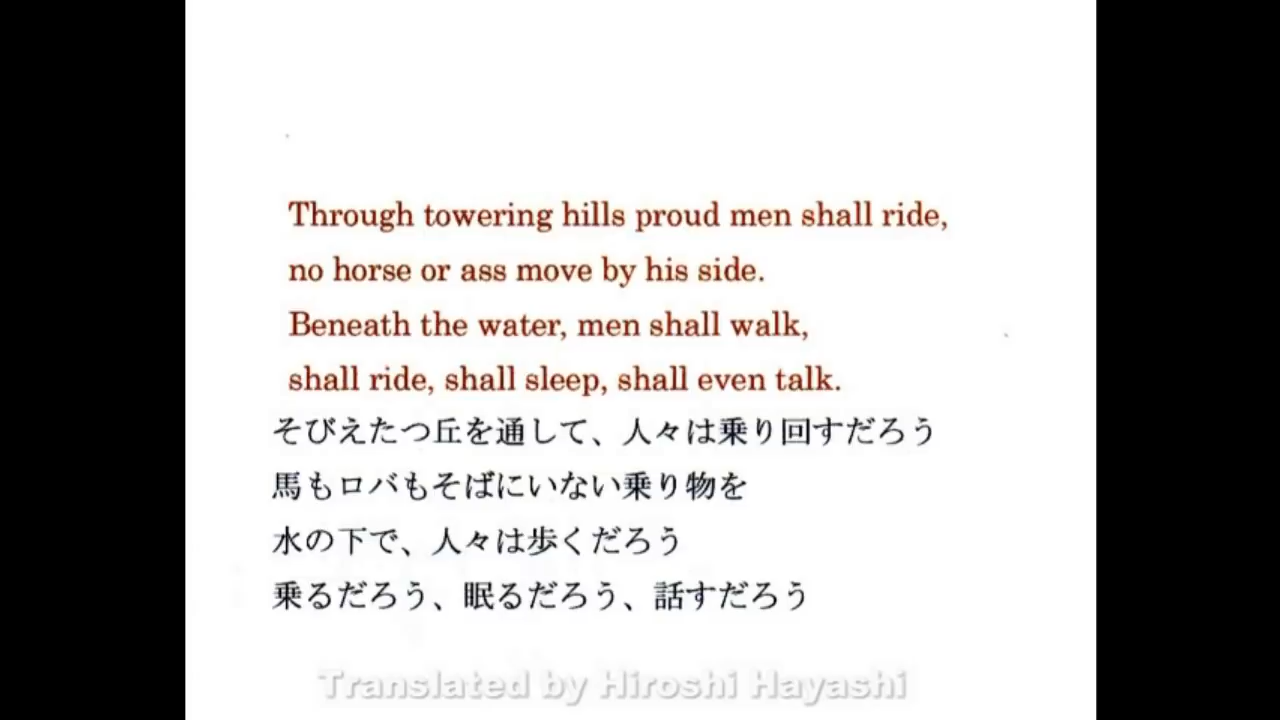 Through towering hills proud men shall ride,
no horse or ass move by his side.
Beneath the water, men shall walk,
shall ride, shall sleep, shall even talk.
そびえたつ丘を通して、人々は乗り回すだろう
馬もロバもそばにいない乗り物を
水の下で、人々は歩くだろう
乗るだろう、眠るだろう、話すだろう
Translated by Hiroshi Hayashi